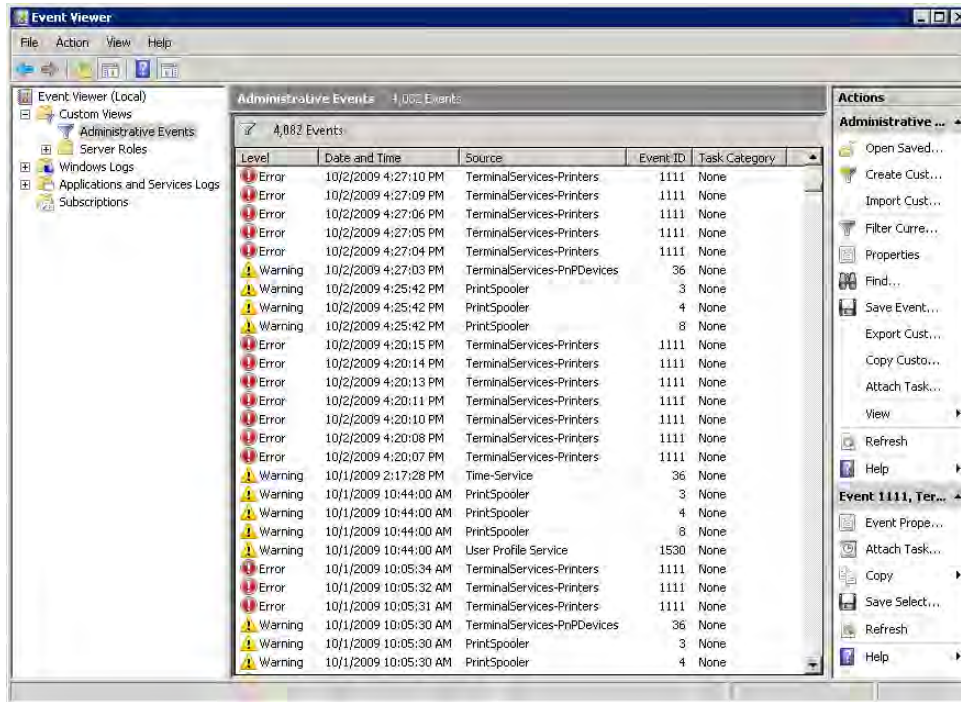 Event Viewer
File Action View Help
Event Viewer (Local)
Custom Views
Administrative Events
Server Roles
Windows Logs
Applications and Services Logs
Subscriptions
Administrative Events 4,082 Events
4,082 Events
Level Date and Time Source Event ID Task Category
Error 10/2/2009 4:27:10 PM TerminalServices-Printers 1111 None
Error 10/2/2009 4:27:09 PM TerminalServices-Printers 1111 None
Error 10/2/2009 4:27:06 PM TerminalServices-Printers 1111 None
Error 10/2/2009 4:27:05 PM TerminalServices-Printers 1111 None
Error 10/2/2009 4:27:04 PM TerminalServices-Printers 1111 None
Warning 10/2/2009 4:27:03 PM TerminalServices-PnPDevices 36 None
Warning 10/2/2009 4:25:42 PM PrintSpooler 3 None
Warning 10/2/2009 4:25:42 PM PrintSpooler 4 None
Warning 10/2/2009 4:25:42 PM PrintSpooler 8 None
Error 10/2/2009 4:20:15 PM TerminalServices-Printers 1111 None
Error 10/2/2009 4:20:14 PM TerminalServices-Printers 1111 None
Error 10/2/2009 4:20:13 PM TerminalServices-Printers 1111 None
Error 10/2/2009 4:20:11 PM TerminalServices-Printers 1111 None
Error 10/2/2009 4:20:10 PM TerminalServices-Printers 1111 None
Error 10/2/2009 4:20:08 PM TerminalServices-Printers 1111 None
Error 10/2/2009 4:20:07 PM TerminalServices-Printers 1111 None
Warning 10/1/2009 2:17:28 PM Time-Service 36 None
Warning 10/1/2009 10:44:00 AM PrintSpooler 3 None
Warning 10/1/2009 10:44:00 AM PrintSpooler 4 None
Warning 10/1/2009 10:44:00 AM PrintSpooler 8 None
Warning 10/1/2009 10:44:00 AM User Profile Service 1530 None
Error 10/1/2009 10:05:34 AM TerminalServices-Printers 1111 None
Error 10/1/2009 10:05:32 AM TerminalServices-Printers 1111 None
Error 10/1/2009 10:05:31 AM TerminalServices-Printers 1111 None
Warning 10/1/2009 10:05:30 AM TerminalServices-PnPDevices 36 None
Warning 10/1/2009 10:05:30 AM PrintSpooler 3 None
Warning 10/1/2009 10:05:30 AM PrintSpooler 4 None
Actions
Administrative ...
Open Saved...
Create Cust...
Import Cust...
Filter Curre...
Properties
Find...
Save Event...
Export Cust...
Copy Custo...
Attach Task...
View
Refresh
Help
Event 1111, Ter...
Event Prope...
Attach Task...
Copy
Save Select...
Refresh
Help